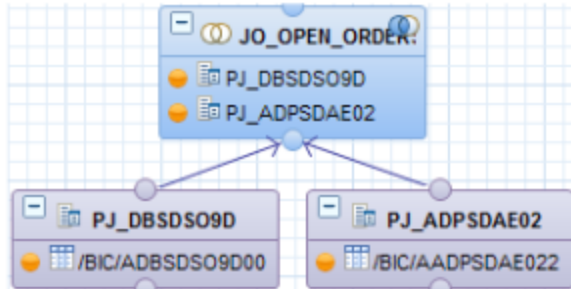 JO_OPEN_ORDER
PJ_DBSDSO9D
PJ_ADPSDAE02
PJ_DBSDSO9D
/BIC/ADBSDSO9D00
PJ_ADPSDAE02
/BIC/AADPSDAE022